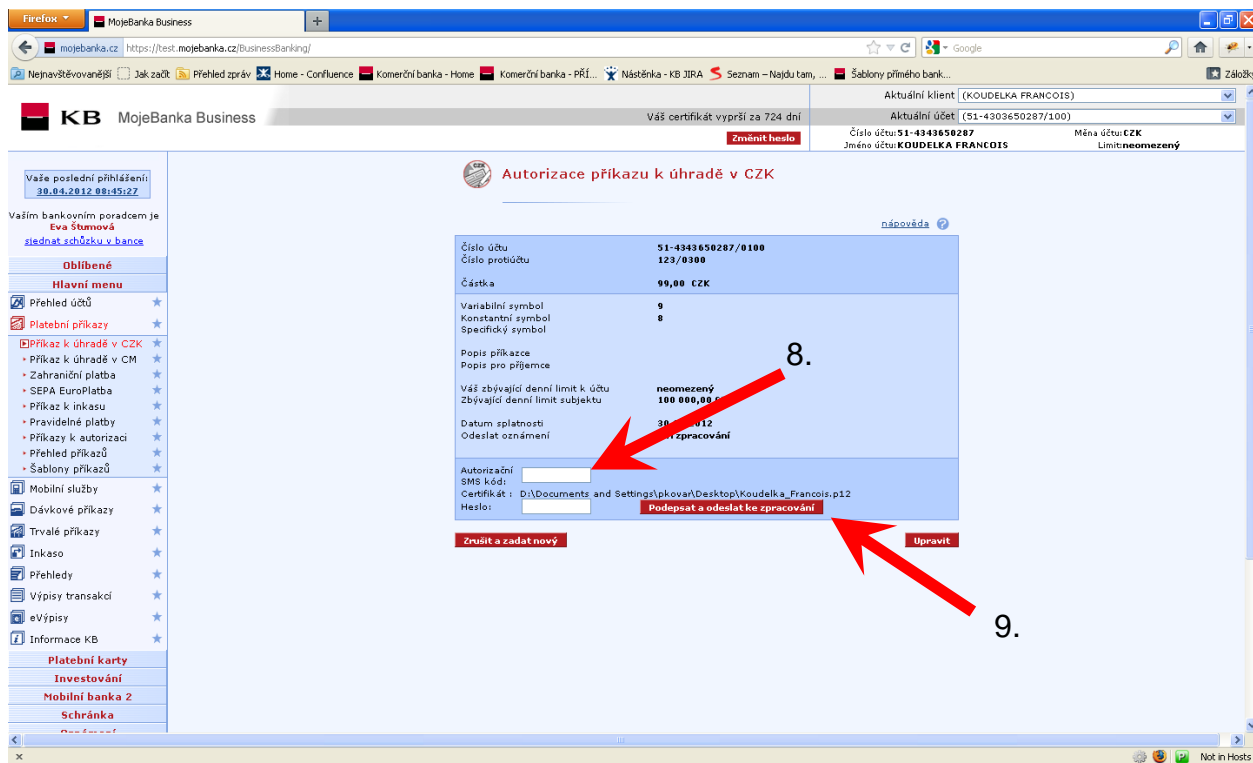 Firefox
MojeBanka Business
mojebanka.cz https://test.mojebanka.cz/BusinessBanking/
Google
Nejnavštěvovanější Jak začít Přehled zpráv Home - Confluence Komerční banka - Home Komerční banka - PŘÍ... Nástěnka - KB JIRA Seznam – Najdu tam, ... Šablony přímého bank... Záložky
KB MojeBanka Business
Váš certifikát vyprší za 724 dní
Změnit heslo
Aktuální klient (KOUDELKA FRANCOIS)
Aktuální účet (51-4303650287/100)
Číslo účtu: 51-4343650287 Měna účtu: CZK
Jméno účtu: KOUDELKA FRANCOIS Limit: neomezený
Vaše poslední přihlášení:
30.04.2012 08:45:27
Vaším bankovním poradcem je
Eva Štumová
sjednat schůzku v bance
Oblíbené
Hlavní menu
Přehled účtů
Platební příkazy
Příkaz k úhradě v CZK
Příkaz k úhradě v CM
Zahraniční platba
SEPA EuroPlatba
Příkaz k inkasu
Pravidelné platby
Příkazy k autorizaci
Přehled příkazů
Šablony příkazů
Mobilní služby
Dávkové příkazy
Trvalé příkazy
Inkaso
Přehledy
Výpisy transakcí
eVýpisy
Informace KB
Platební karty
Investování
Mobilní banka 2
Schránka
CZK
Autorizace příkazu k úhradě v CZK
nápověda
Číslo účtu 51-4343650287/0100
Číslo protiúčtu 123/0300
Částka 99,00 CZK
Variabilní symbol 9
Konstantní symbol 8
Specifický symbol
Popis příkazce
Popis pro příjemce
8.
Váš zbývající denní limit k účtu neomezený
Zbývající denní limit subjektu 100 000,00
Datum splatnosti 30 012
Odeslat oznámení zpracování
Autorizační
SMS kód:
Certifikát : D:\Documents and Settings\pkovar\Desktop\Koudelka_Francois.p12
Heslo: Podepsat a odeslat ke zpracování
Zrušit a zadat nový Upravit
9.
Not in Hosts